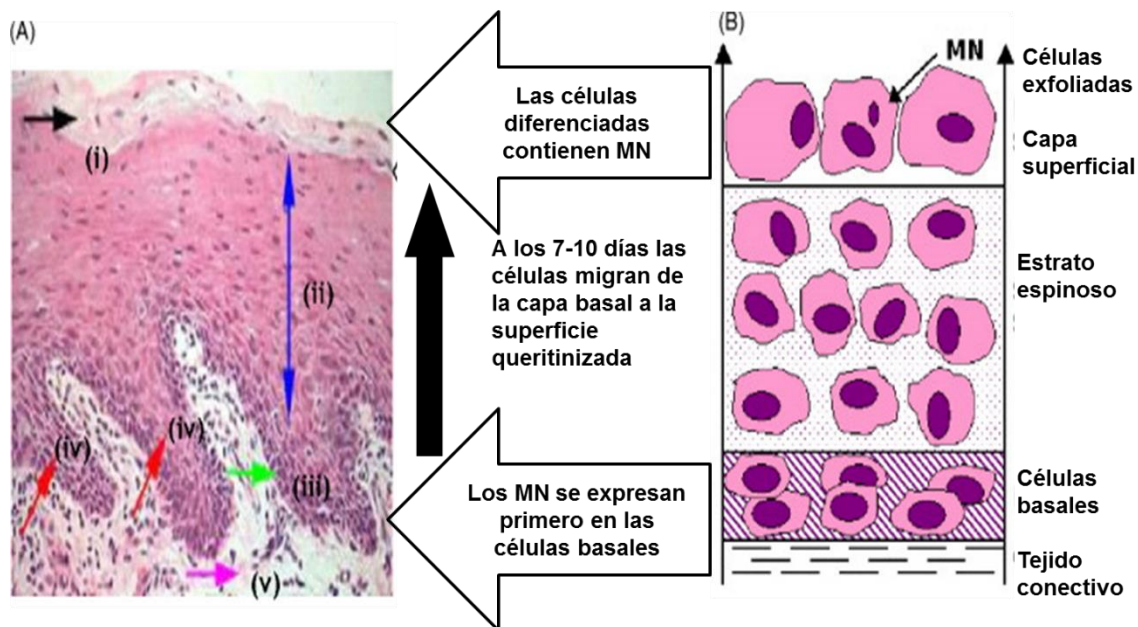 (A)
(i)
(ii)
(iii)
(iv)
(iv)
(v)
Las células
diferenciadas
contienen MN
A los 7-10 días las
células migran de
la capa basal a la
superficie
queritinizada
Los MN se expresan
primero en las
células basales
(B)
MN
Células
exfoliadas
Capa
superficial
Estrato
espinoso
Células
basales
Tejido
conectivo